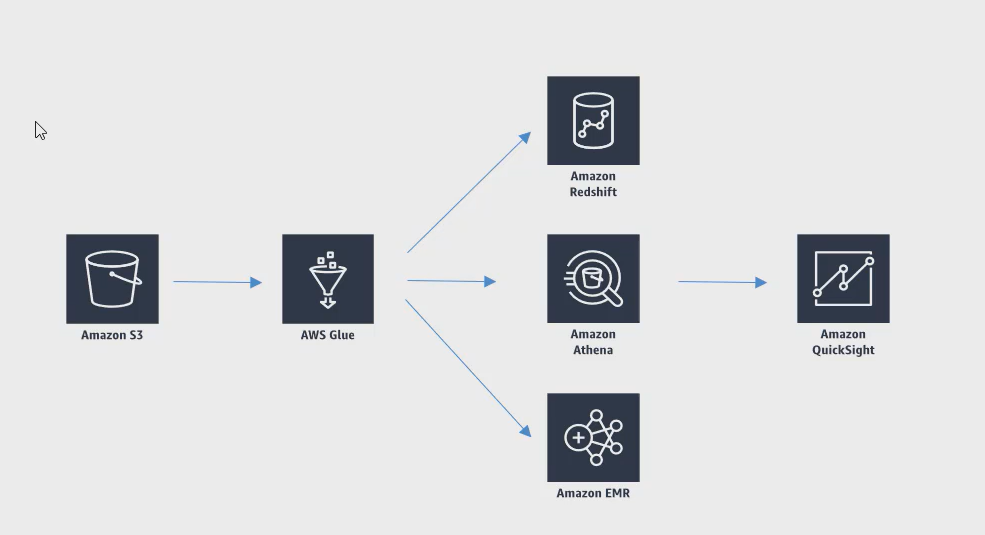 Amazon
Redshift
Amazon S3
AWS Glue
Amazon
Athena
Amazon
QuickSight
Amazon EMR